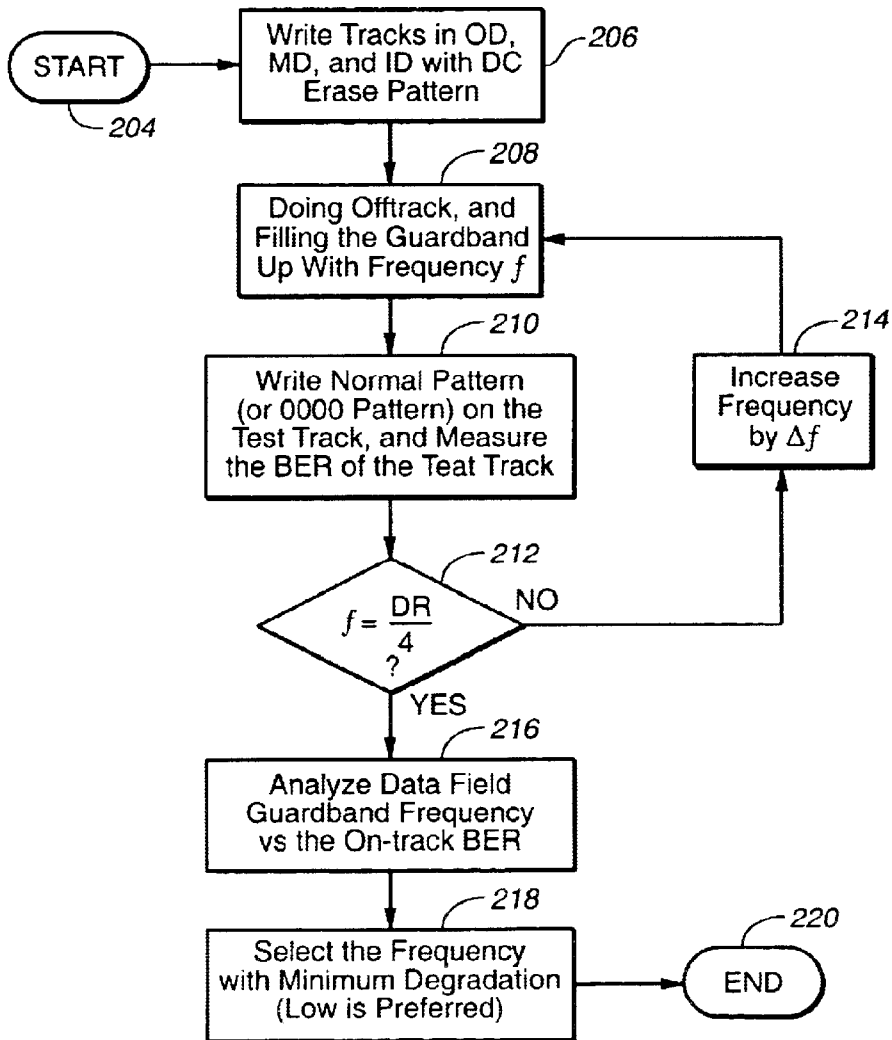 START
204
Write Tracks in OD,
MD, and ID with DC
Erase Pattern
206
208
Doing Offtrack, and
Filling the Guardband
Up With Frequency f
210
Write Normal Pattern
(or 0000 Pattern) on the
Test Track, and Measure
the BER of the Teat Track
214
Increase
Frequency
by Δf
212
f = DR/4
?
NO
YES
216
Analyze Data Field
Guardband Frequency
vs the On-track BER
218
Select the Frequency
with Minimum Degradation
(Low is Preferred)
220
END